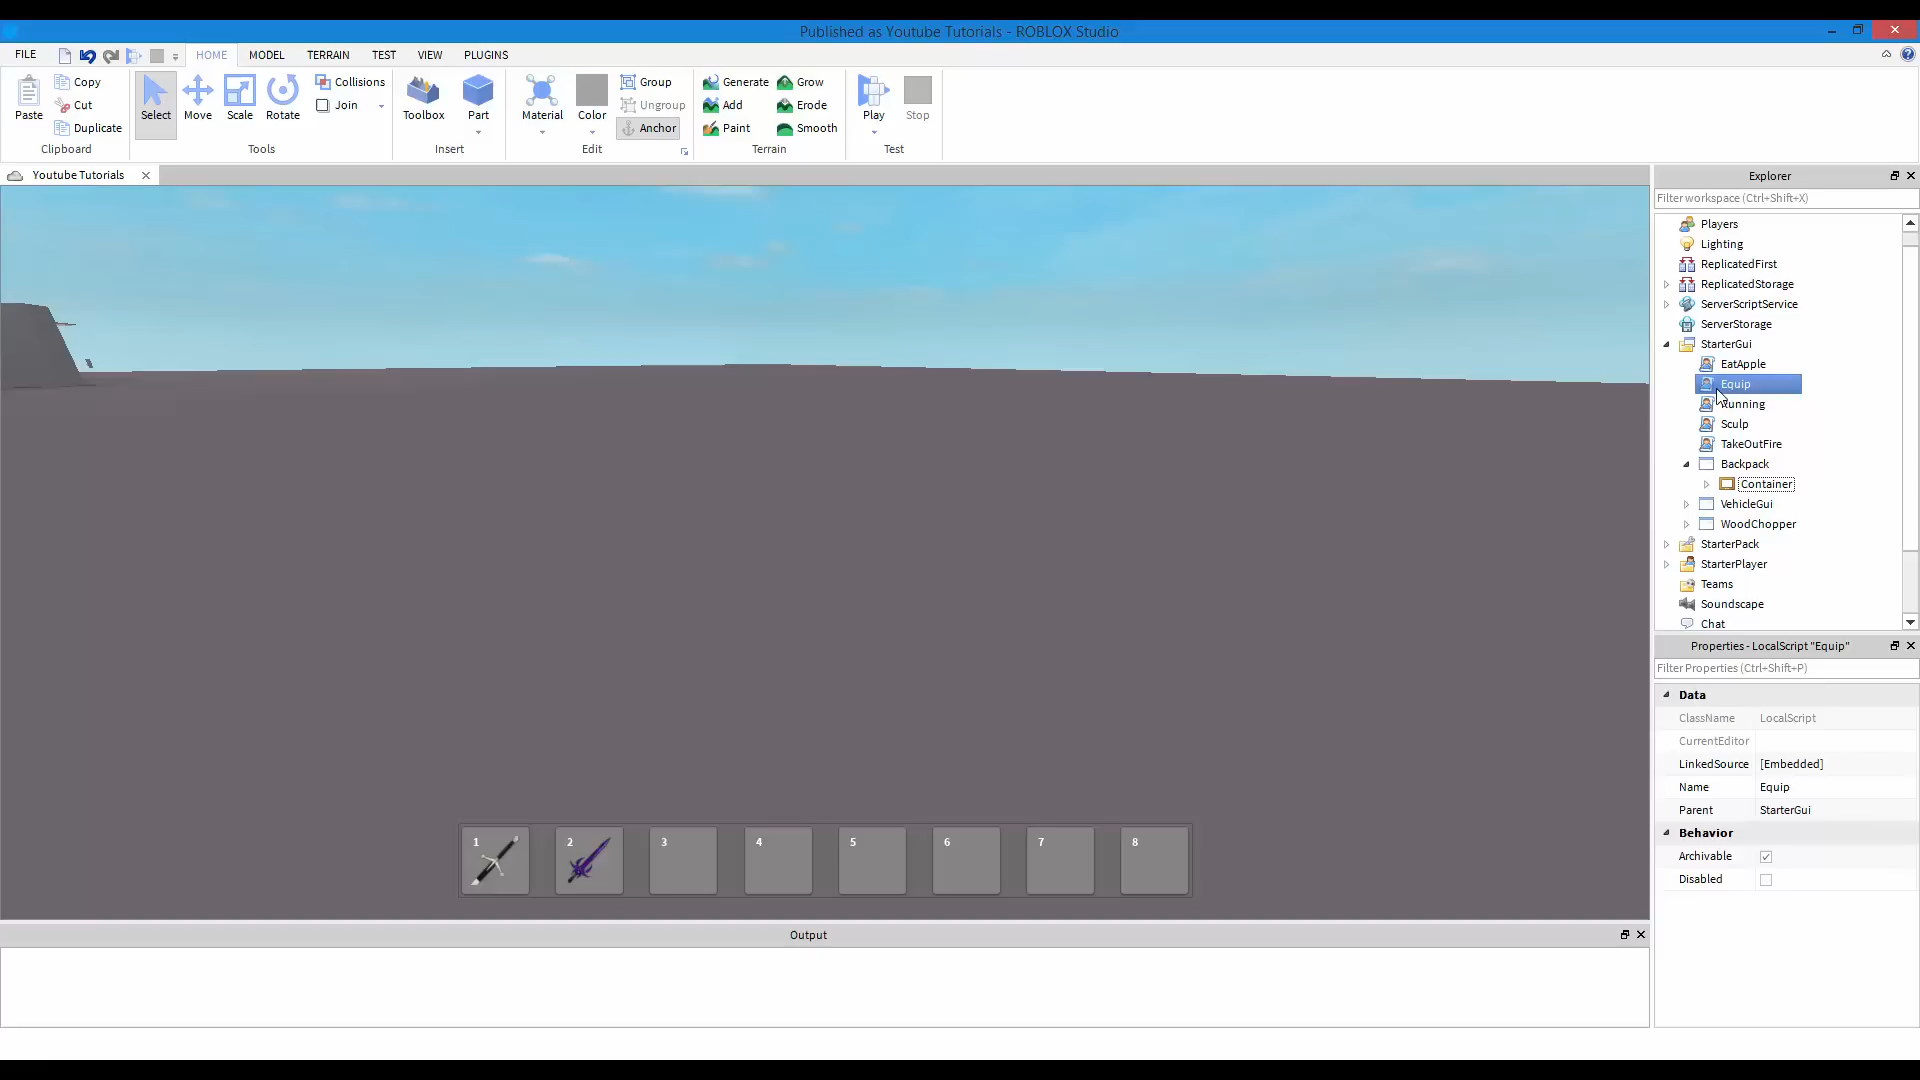 Published as Youtube Tutorials - ROBLOX Studio
FILE HOME MODEL TERRAIN TEST VIEW PLUGINS
Paste
Copy
Cut
Duplicate
Clipboard
Select Move Scale Rotate
Collisions
Join
Tools
Toolbox Part
Insert
Material Color
Group
Ungroup
Anchor
Edit
Generate Grow
Add Erode
Paint Smooth
Terrain
Play Stop
Test
Youtube Tutorials
Explorer
Filter workspace (Ctrl+Shift+X)
Players
Lighting
ReplicatedFirst
ReplicatedStorage
ServerScriptService
ServerStorage
StarterGui
EatApple
Equip
Running
Sculp
TakeOutFire
Backpack
Container
VehicleGui
WoodChopper
StarterPack
StarterPlayer
Teams
Soundscape
Chat
Properties - LocalScript "Equip"
Filter Properties (Ctrl+Shift+P)
Data
ClassName LocalScript
CurrentEditor
LinkedSource [Embedded]
Name Equip
Parent StarterGui
Behavior
Archivable
Disabled
1 2 3 4 5 6 7 8
Output